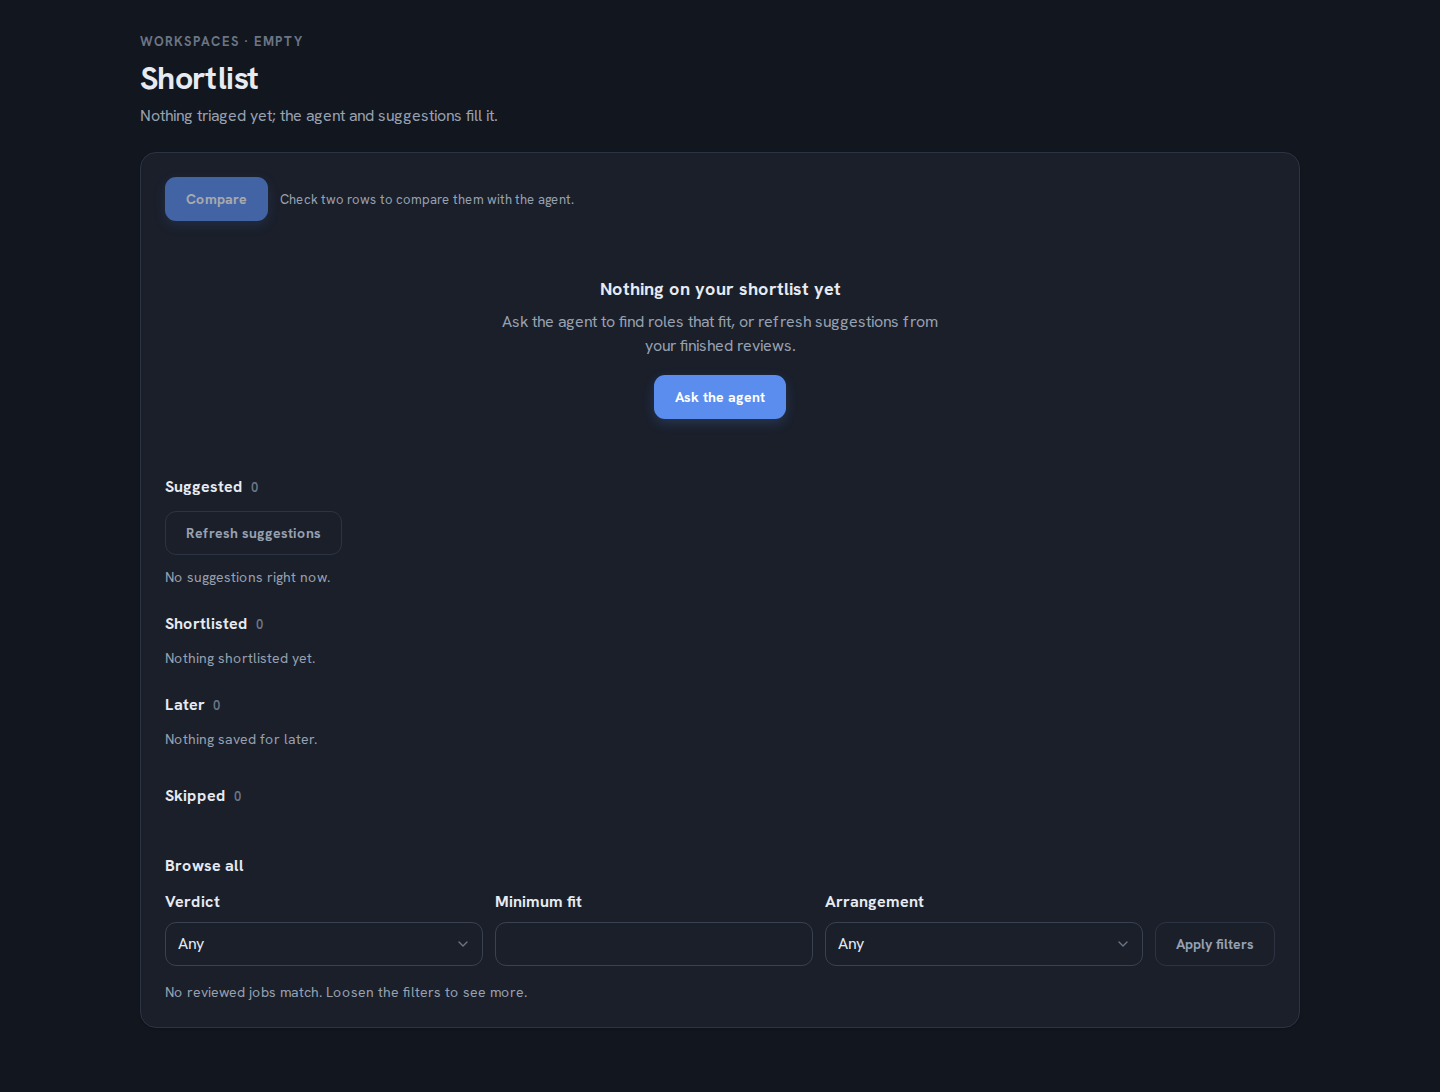 WORKSPACES · EMPTY
Shortlist
Nothing triaged yet; the agent and suggestions fill it.
Compare
Check two rows to compare them with the agent.
Nothing on your shortlist yet
Ask the agent to find roles that fit, or refresh suggestions from
your finished reviews.
Ask the agent
Suggested 0
Refresh suggestions
No suggestions right now.
Shortlisted 0
Nothing shortlisted yet.
Later 0
Nothing saved for later.
Skipped 0
Browse all
Verdict Minimum fit Arrangement
Any Any Apply filters
No reviewed jobs match. Loosen the filters to see more.